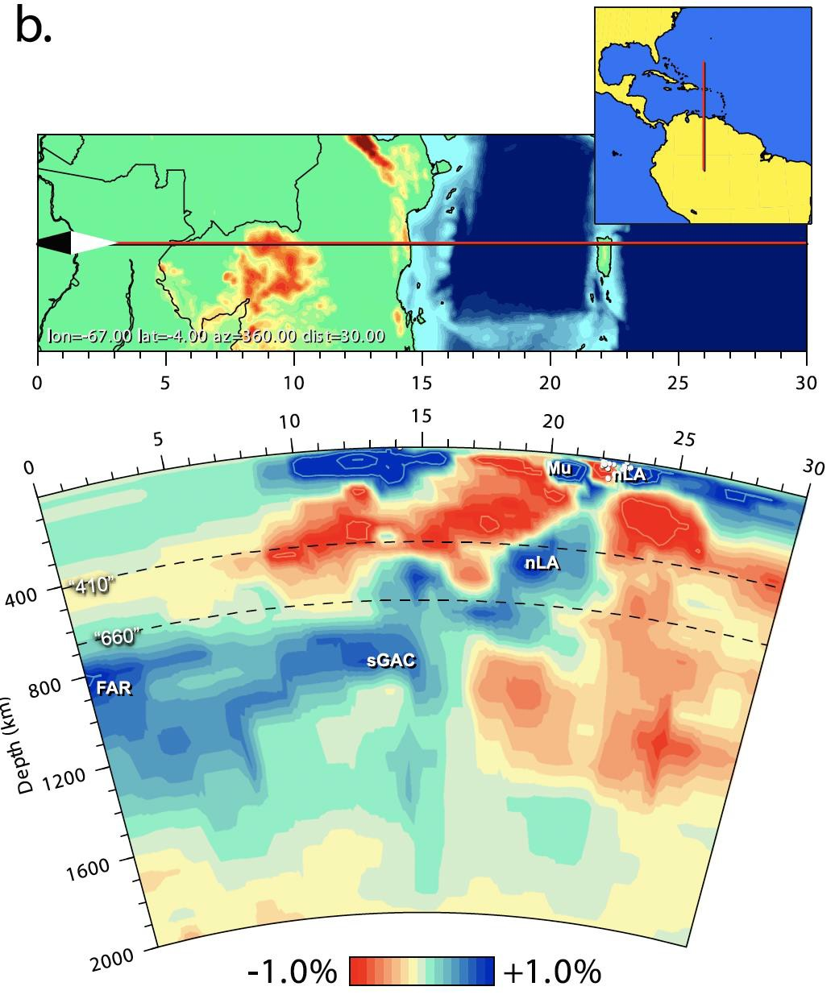 b.
lon=-67.00 lat=-4.00 az=360.00 dist=30.00
0 5 10 15 20 25 30
0 5 10 15 20 25 30
Mu
nLA
"410"
nLA
400
"660"
sGAC
800
FAR
Depth (km)
1200
1600
2000
-1.0% +1.0%